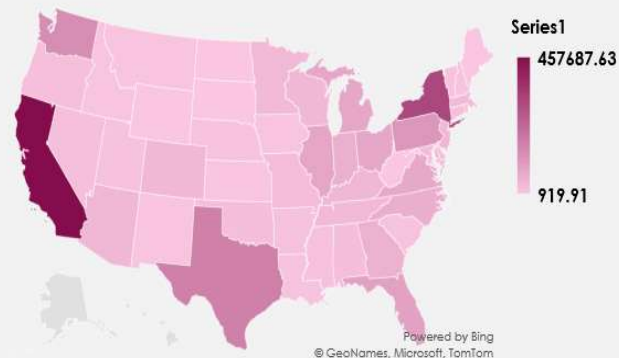 Series1
457687.63
919.91
Powered by Bing
© GeoNames, Microsoft, TomTom